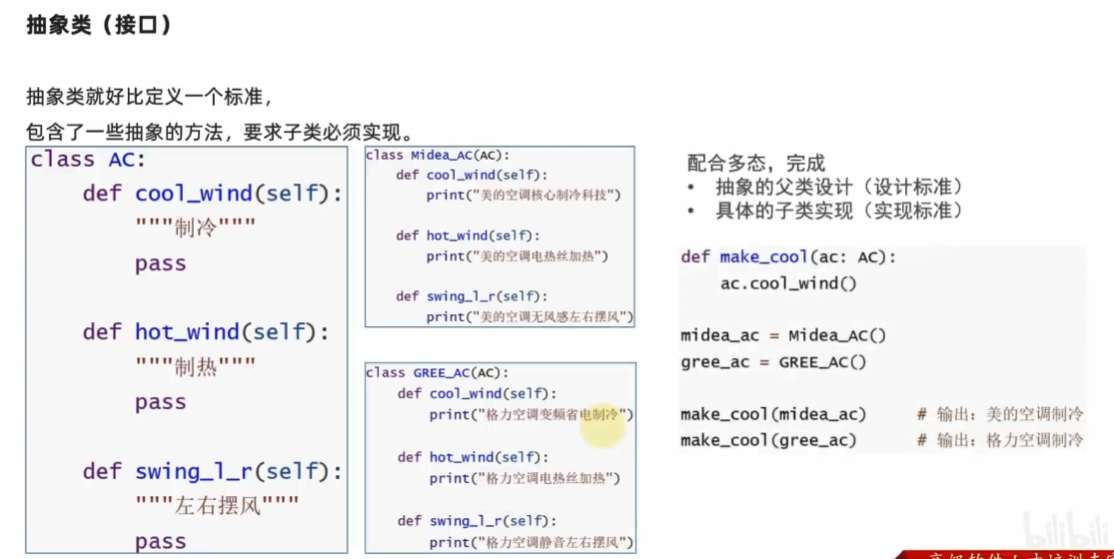 抽象类（接口）
抽象类就好比定义一个标准，
包含了一些抽象的方法，要求子类必须实现。
class AC:
    def cool_wind(self):
        """制冷"""
        pass

    def hot_wind(self):
        """制热"""
        pass

    def swing_l_r(self):
        """左右摆风"""
        pass
class Midea_AC(AC):
    def cool_wind(self):
        print("美的空调核心制冷科技")

    def hot_wind(self):
        print("美的空调电热丝加热")

    def swing_l_r(self):
        print("美的空调无风感左右摆风")
class GREE_AC(AC):
    def cool_wind(self):
        print("格力空调变频省电制冷")

    def hot_wind(self):
        print("格力空调电热丝加热")

    def swing_l_r(self):
        print("格力空调静音左右摆风")
配合多态，完成
• 抽象的父类设计（设计标准）
• 具体的子类实现（实现标准）
def make_cool(ac: AC):
    ac.cool_wind()

midea_ac = Midea_AC()
gree_ac = GREE_AC()

make_cool(midea_ac)    # 输出：美的空调制冷
make_cool(gree_ac)    # 输出：格力空调制冷
bilibili